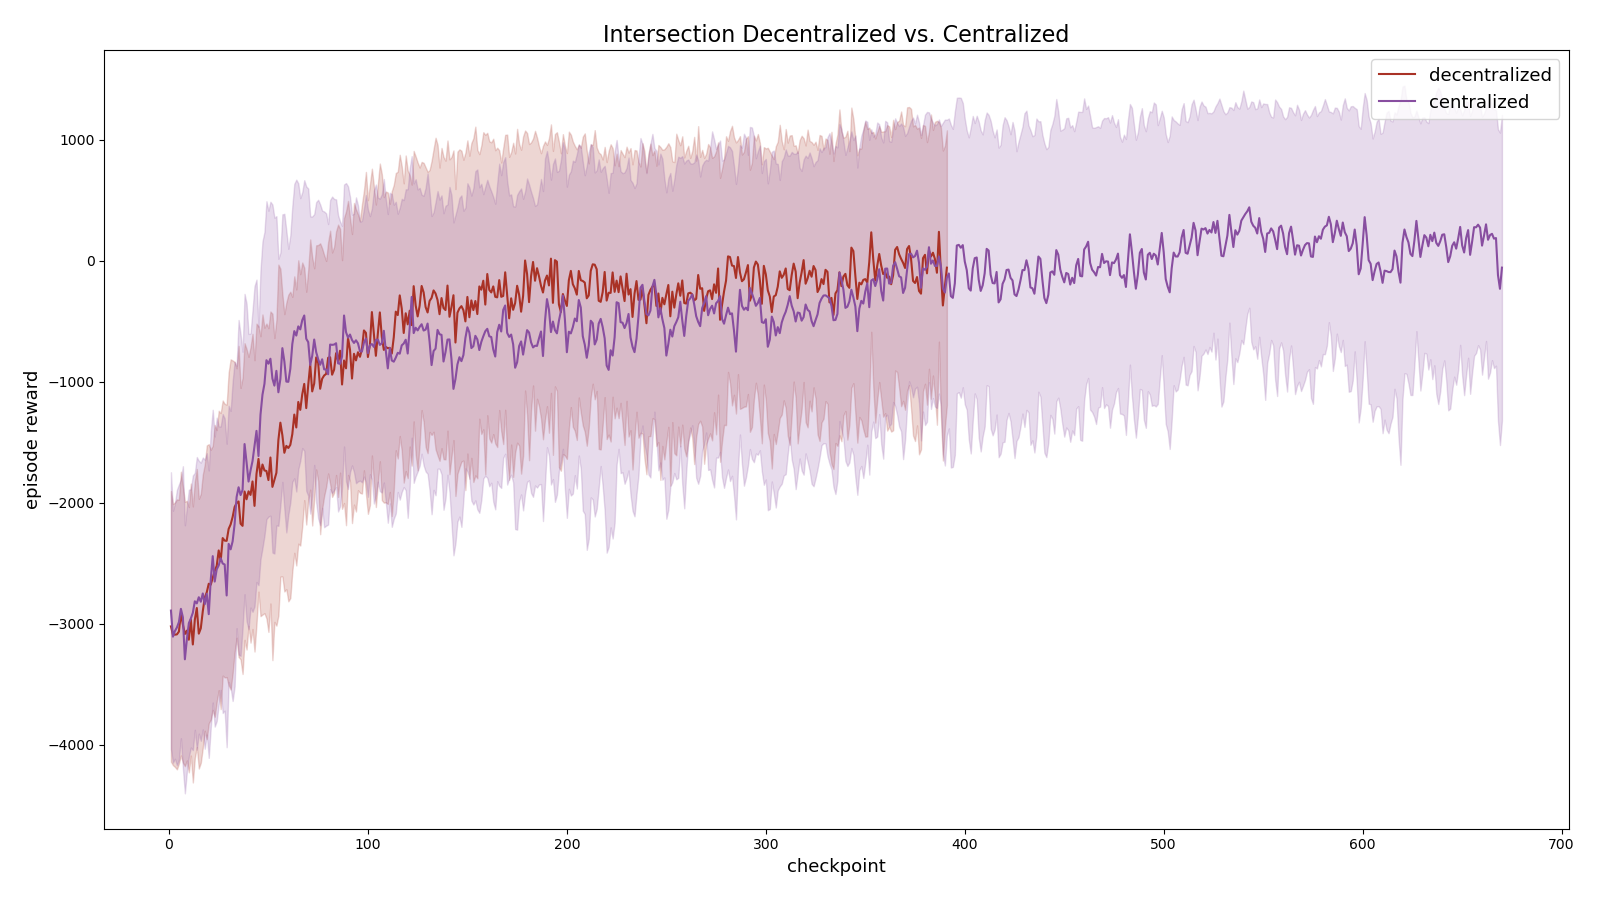 Intersection Decentralized vs. Centralized
decentralized
centralized
1000
0
−1000
−2000
−3000
−4000
episode reward
0 100 200 300 400 500 600 700
checkpoint